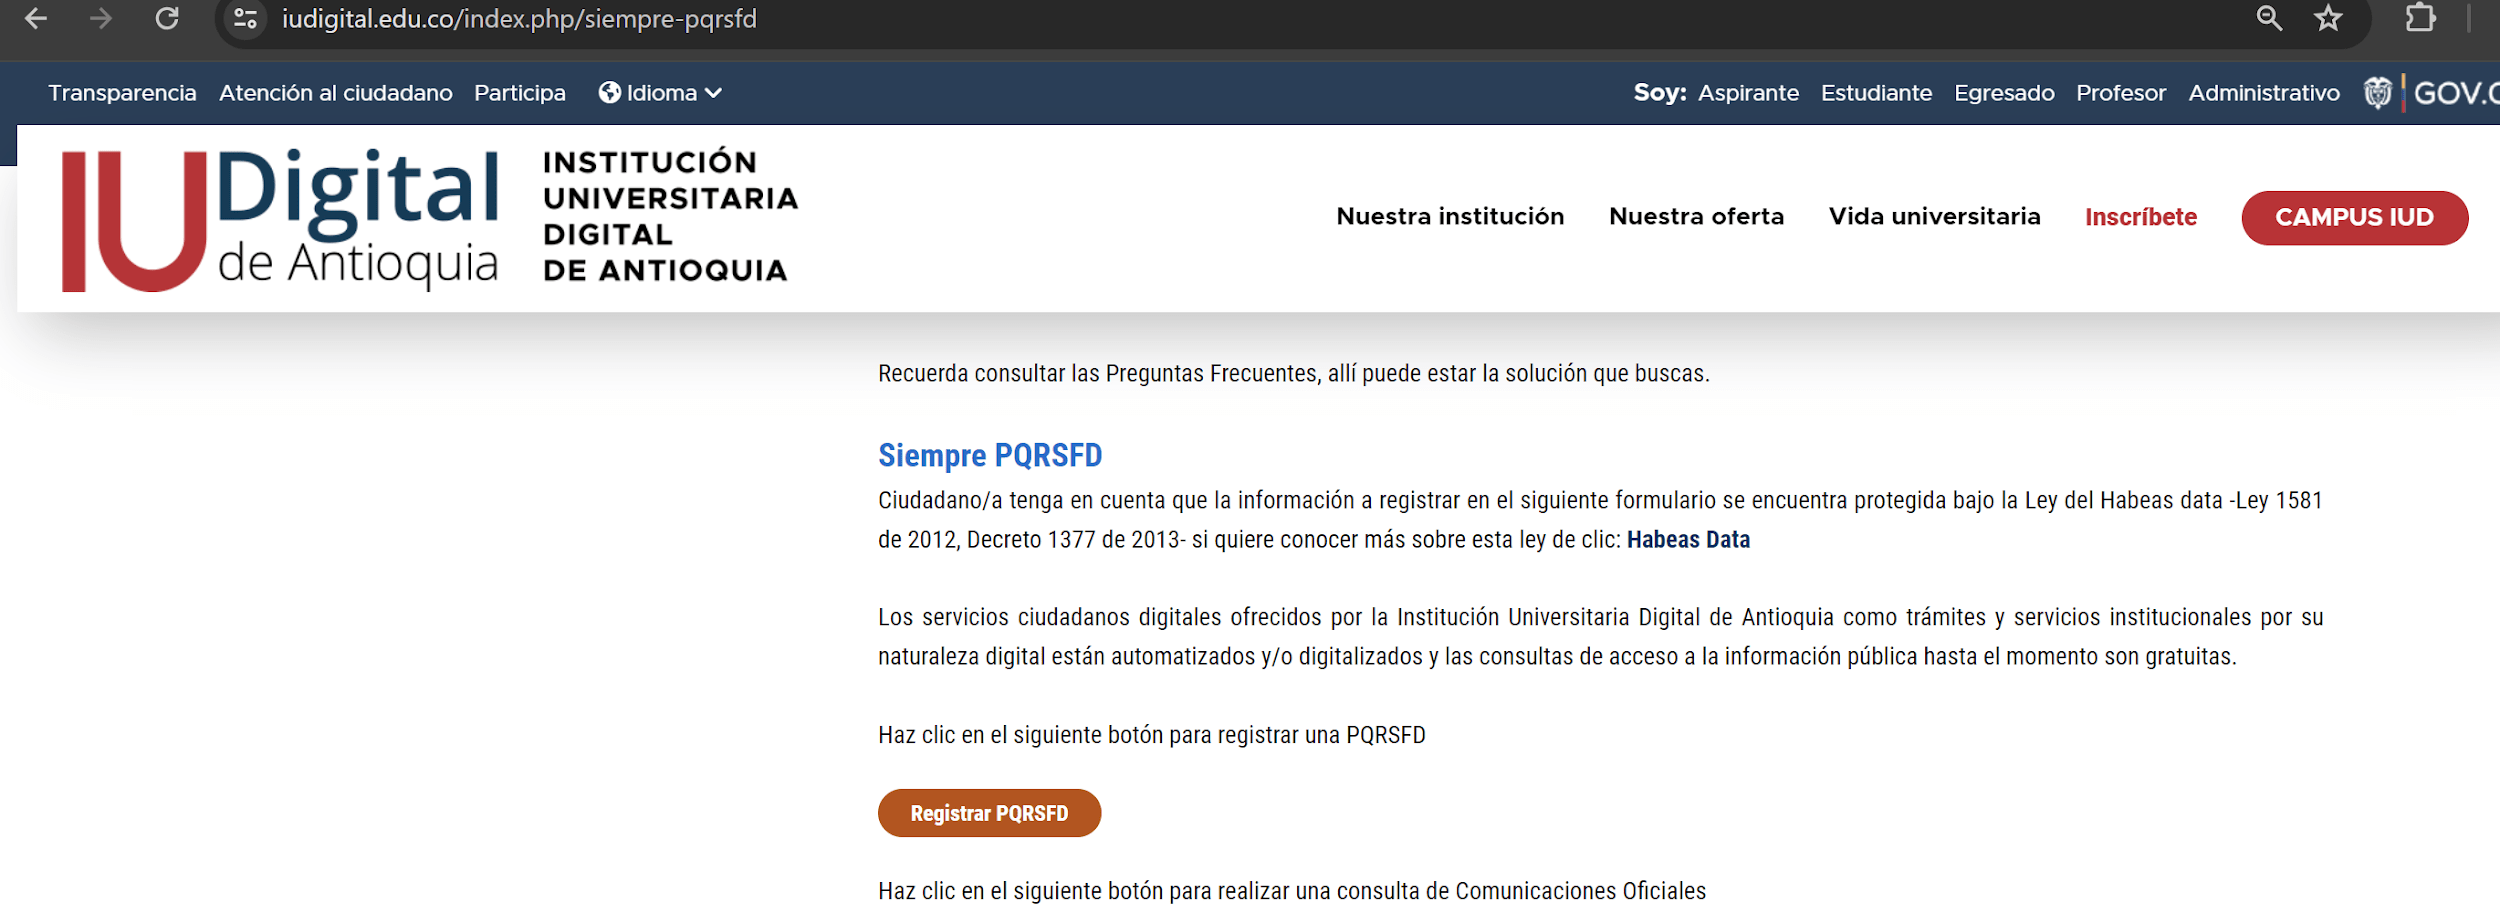 iudigital.edu.co/index.php/siempre-pqrsfd
Transparencia Atención al ciudadano Participa Idioma
Soy: Aspirante Estudiante Egresado Profesor Administrativo
IUDigital
de Antioquia
INSTITUCIÓN
UNIVERSITARIA
DIGITAL
DE ANTIOQUIA
Nuestra institución Nuestra oferta Vida universitaria Inscríbete CAMPUS IUD
Recuerda consultar las Preguntas Frecuentes, allí puede estar la solución que buscas.
Siempre PQRSFD
Ciudadano/a tenga en cuenta que la información a registrar en el siguiente formulario se encuentra protegida bajo la Ley del Habeas data -Ley 1581
de 2012, Decreto 1377 de 2013- si quiere conocer más sobre esta ley de clic: Habeas Data
Los servicios ciudadanos digitales ofrecidos por la Institución Universitaria Digital de Antioquia como trámites y servicios institucionales por su
naturaleza digital están automatizados y/o digitalizados y las consultas de acceso a la información pública hasta el momento son gratuitas.
Haz clic en el siguiente botón para registrar una PQRSFD
Registrar PQRSFD
Haz clic en el siguiente botón para realizar una consulta de Comunicaciones Oficiales